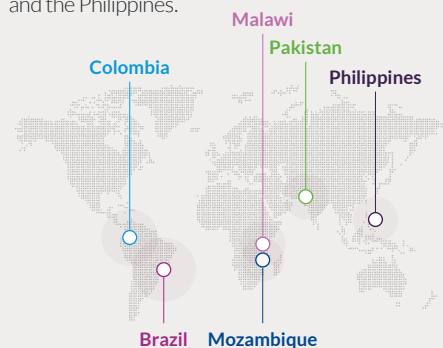 and the Philippines.
Malawi
Pakistan
Colombia
Philippines
Brazil Mozambique